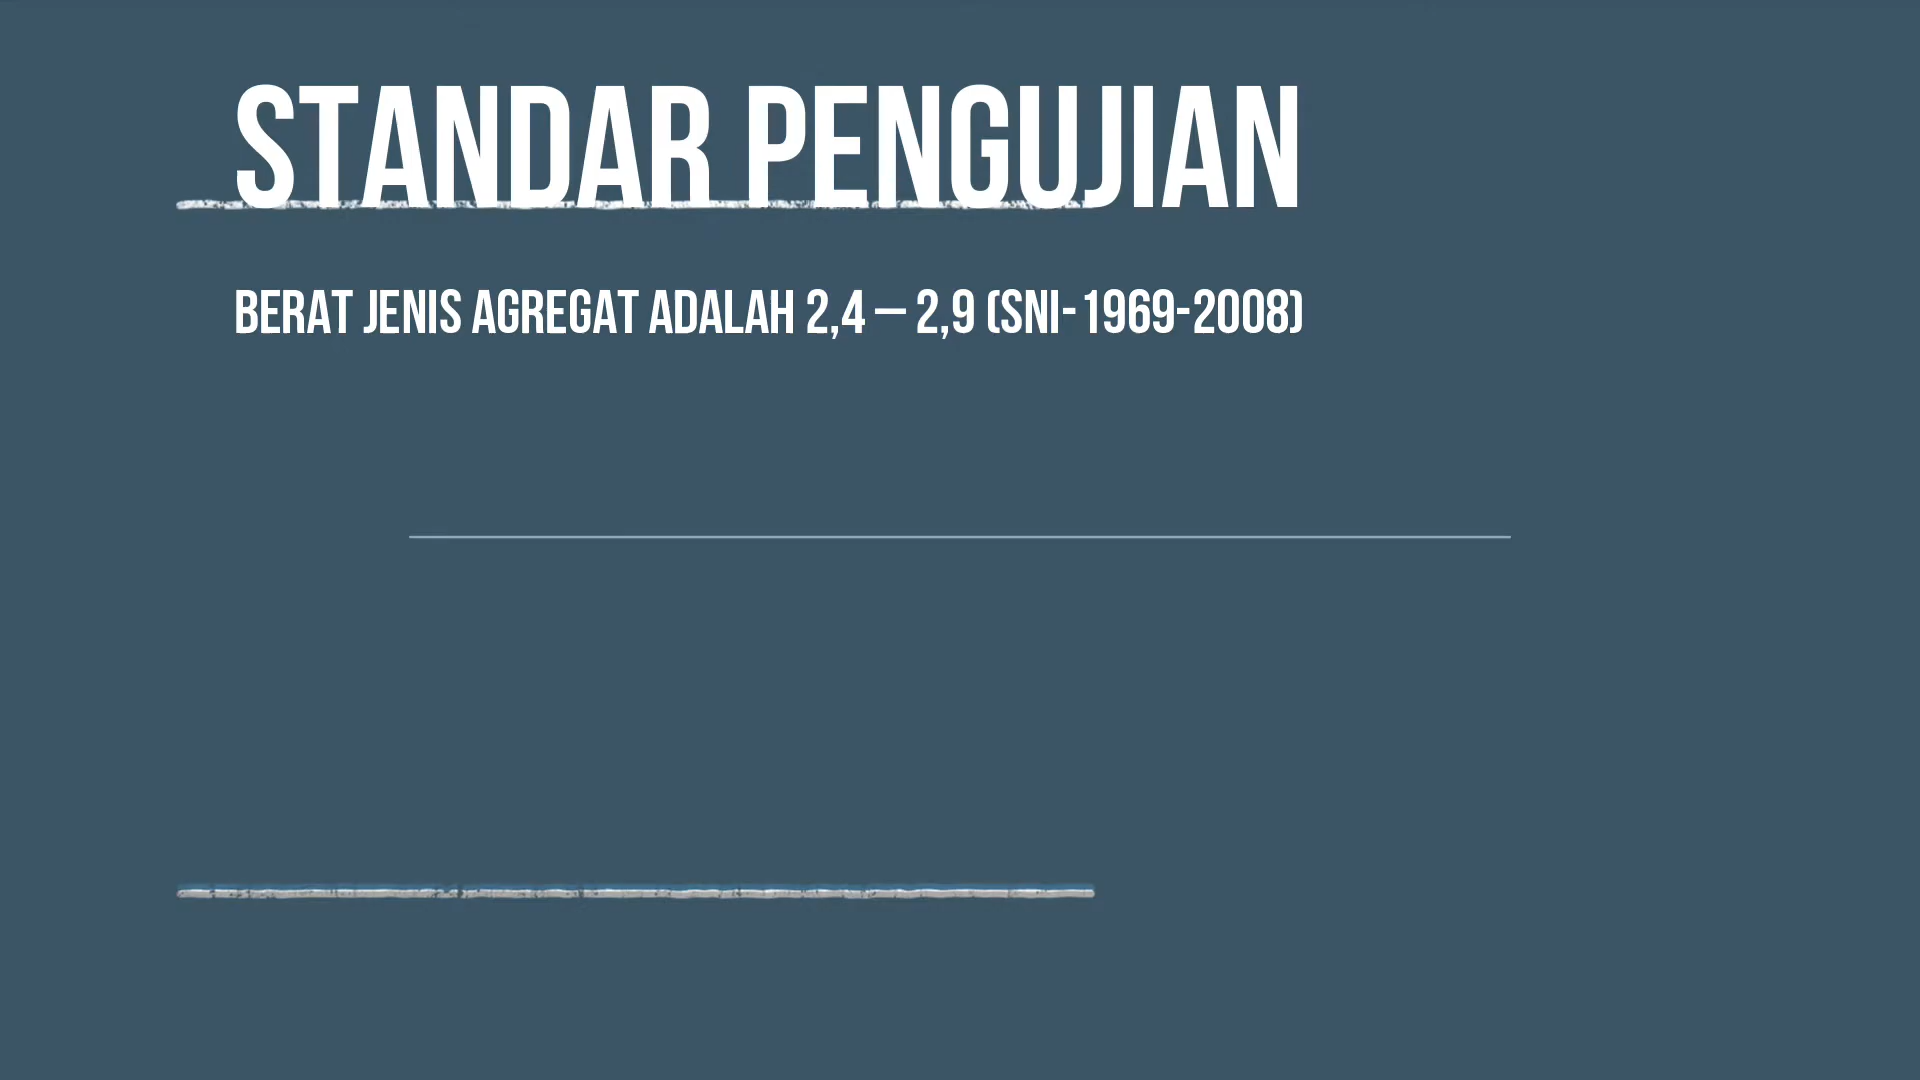 STANDAR PENGUJIAN
BERAT JENIS AGREGAT ADALAH 2,4 – 2,9 (SNI-1969-2008)